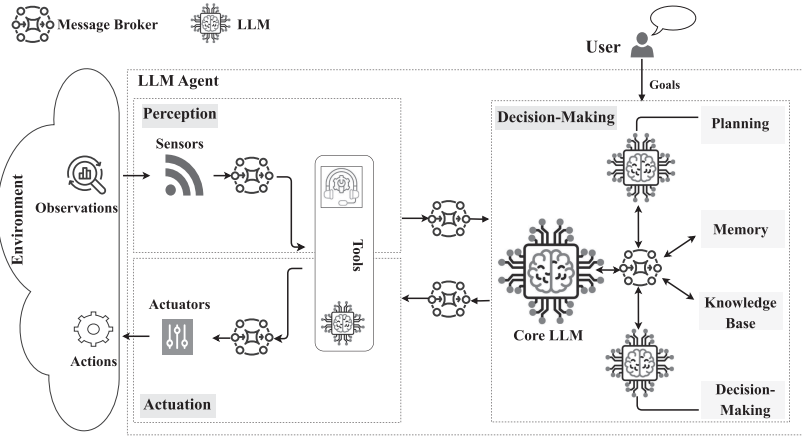 Message Broker
LLM
User
Goals
LLM Agent
Perception
Sensors
Observations
Environment
Tools
Actuators
Actions
Actuation
Decision-Making
Planning
Memory
Knowledge
Base
Core LLM
Decision-
Making